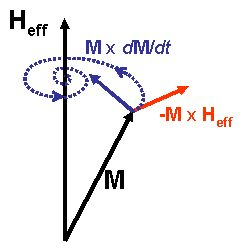 H_eff
M x dM/dt
-M x H_eff
M